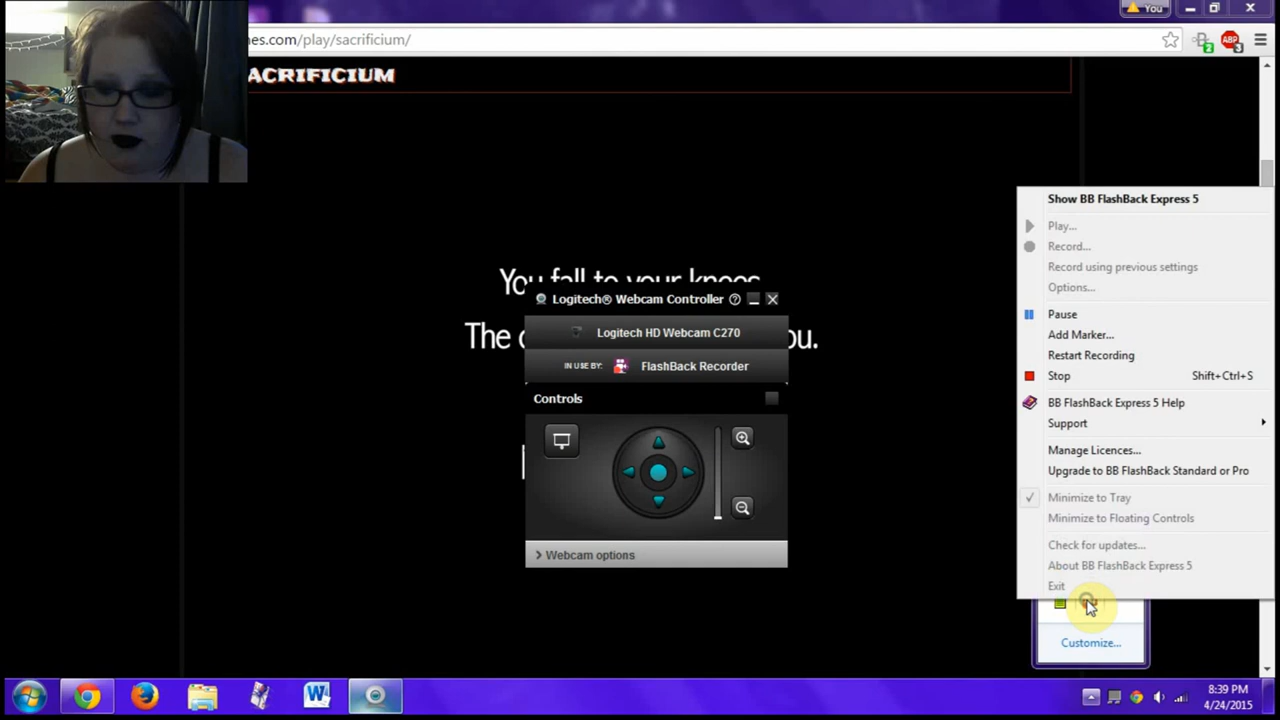 You
nes.com/play/sacrificium/
ABP
2
3
ACRIFICIUM
You fall to your knees
The
ou.
Logitech® Webcam Controller
Logitech HD Webcam C270
IN USE BY: FlashBack Recorder
Controls
Webcam options
Show BB FlashBack Express 5
Play...
Record...
Record using previous settings
Options...
Pause
Add Marker...
Restart Recording
Stop Shift+Ctrl+S
BB FlashBack Express 5 Help
Support
Manage Licences...
Upgrade to BB FlashBack Standard or Pro
Minimize to Tray
Minimize to Floating Controls
Check for updates...
About BB FlashBack Express 5
Exit
Customize...
8:39 PM
4/24/2015